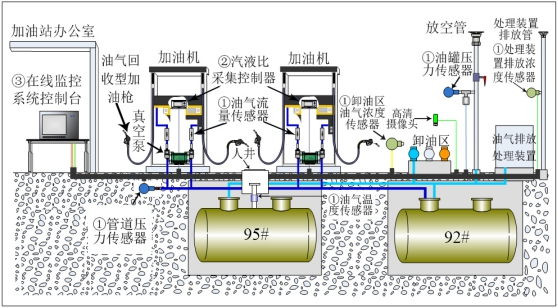 加油站办公室
③在线监控
系统控制台
油气回
收型加
油枪
真空泵
加油机
②汽液比
采集控制器
①油气流
量传感器
加油机
人井
①卸油区
油气浓度
传感器
高清
摄像头
放空管
①油罐压
力传感器
处理装置
排放管
①处理装
置排放浓
度传感器
卸油区
油气排放
处理装置
①管道压
力传感器
①油气温
度传感器
95#
92#